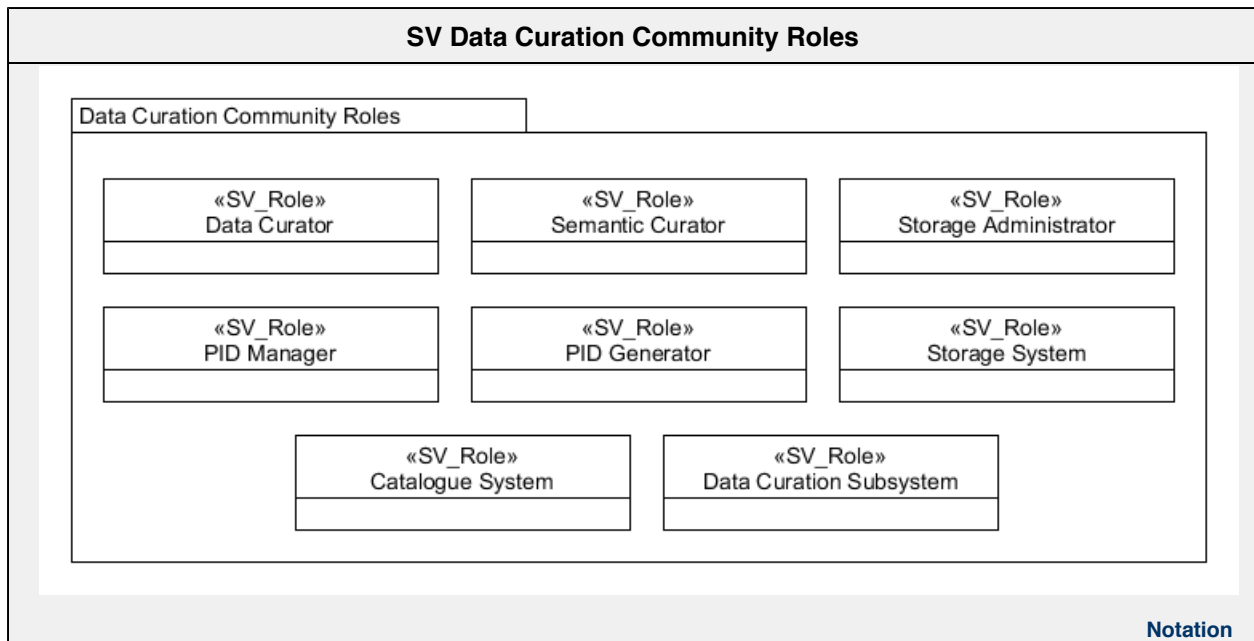 SV Data Curation Community Roles
Data Curation Community Roles
«SV_Role»
Data Curator
«SV_Role»
Semantic Curator
«SV_Role»
Storage Administrator
«SV_Role»
PID Manager
«SV_Role»
PID Generator
«SV_Role»
Storage System
«SV_Role»
Catalogue System
«SV_Role»
Data Curation Subsystem
Notation